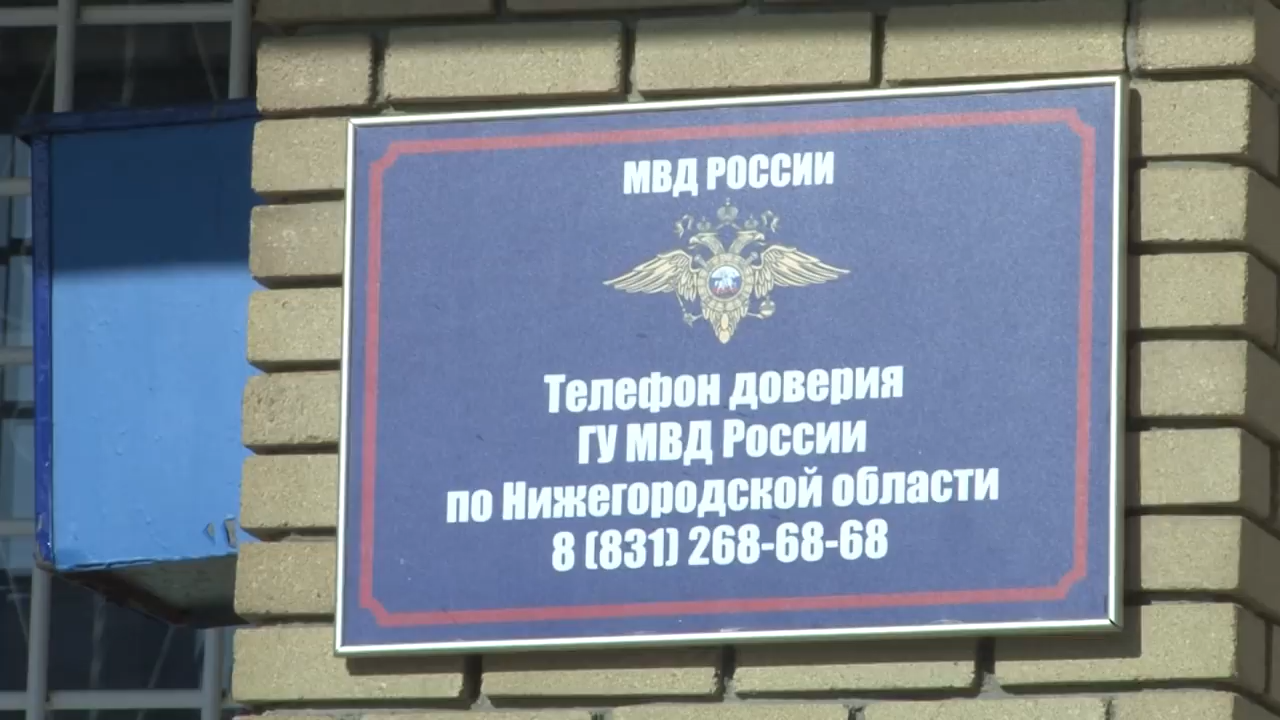 МВД РОССИИ
Телефон доверия
ГУ МВД России
по Нижегородской области
8 (831) 268-68-68